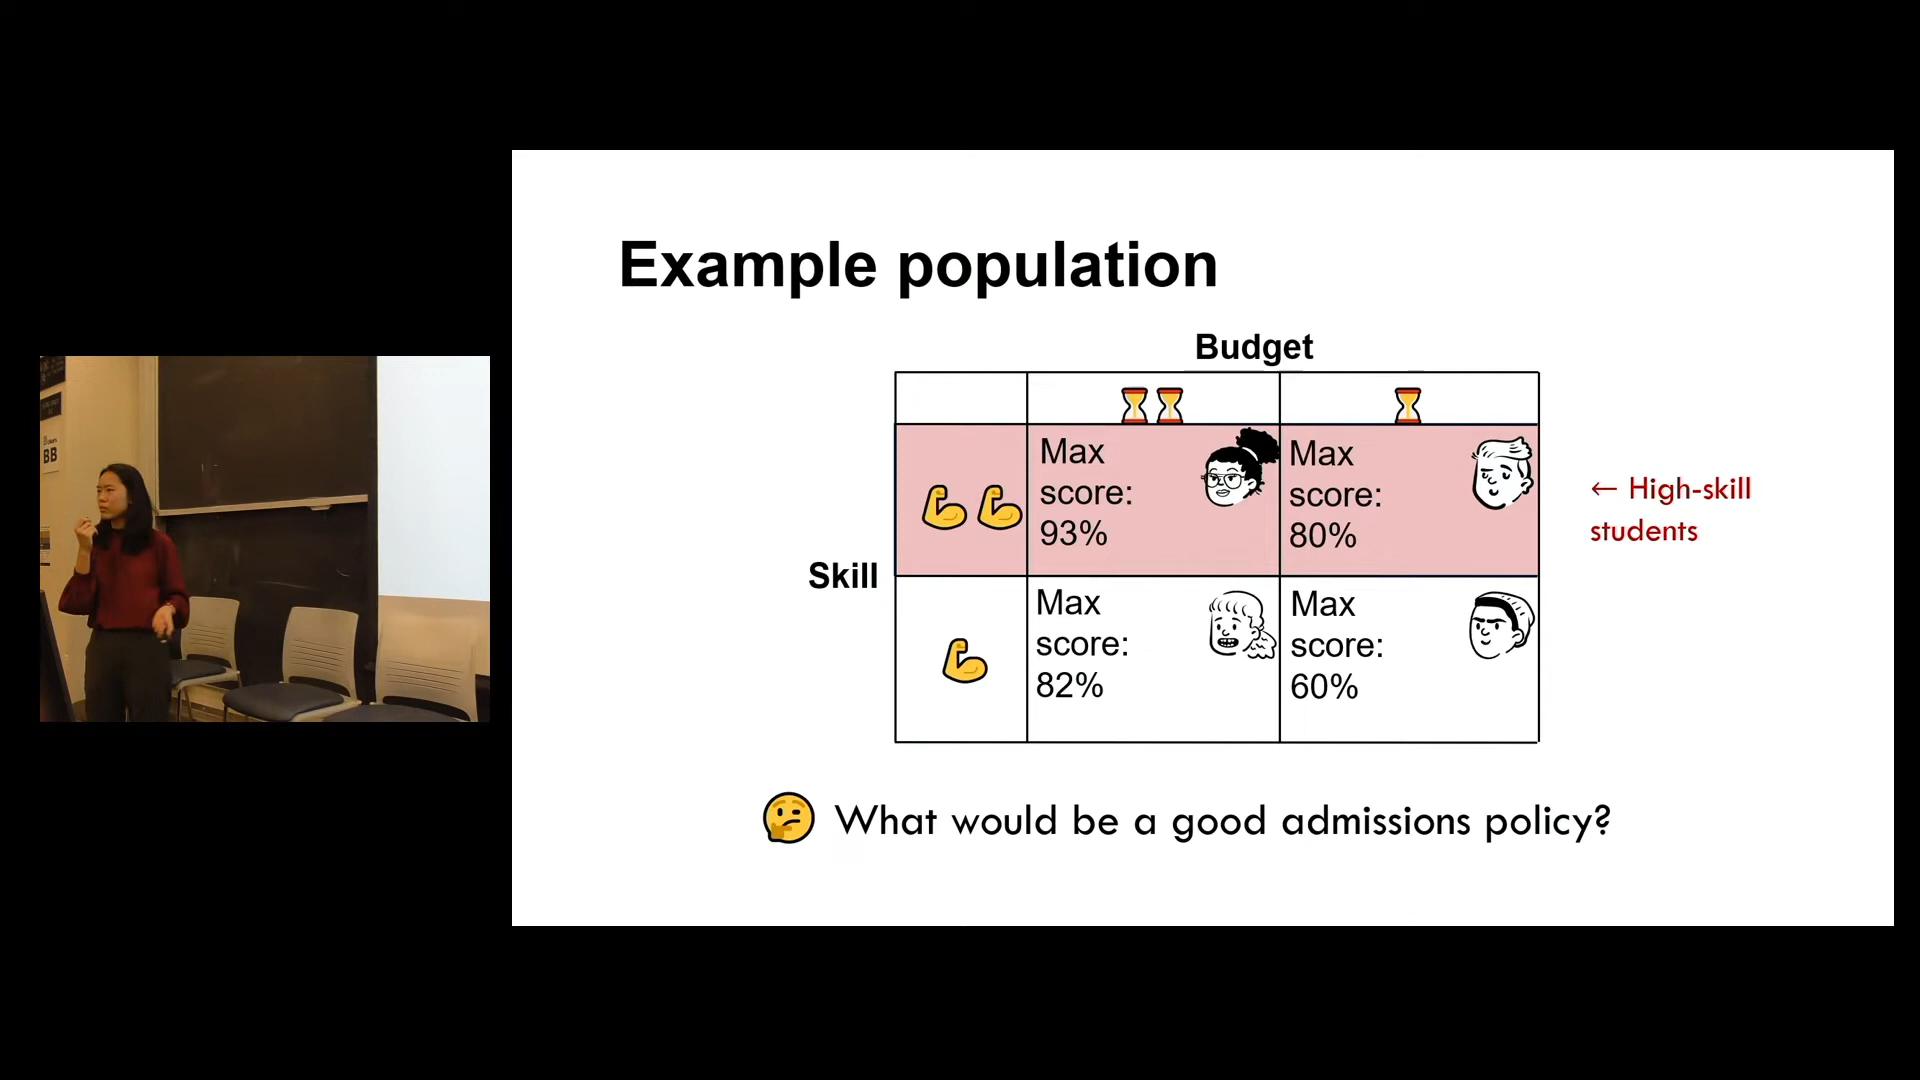 Example population
Budget
Max
score:
93%
Max
score:
80%
← High-skill
students
Skill
Max
score:
82%
Max
score:
60%
What would be a good admissions policy?
BB